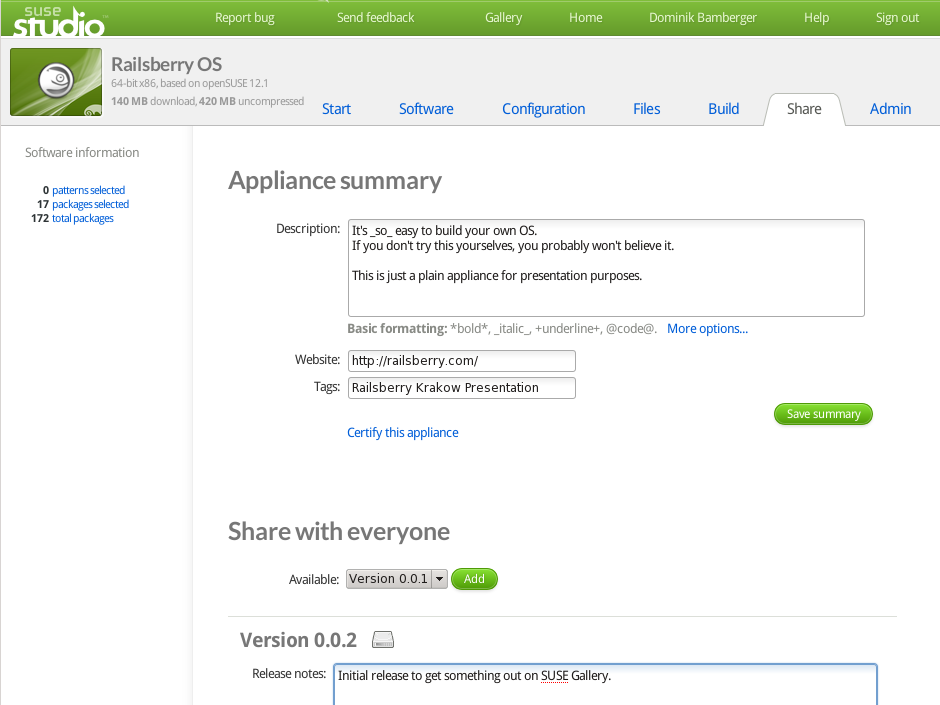 suse
studio
Report bug Send feedback Gallery Home Dominik Bamberger Help Sign out
Railsberry OS
64-bit x86, based on openSUSE 12.1
140 MB download, 420 MB uncompressed
Start Software Configuration Files Build Share Admin
Software information
0 patterns selected
17 packages selected
172 total packages
Appliance summary
Description: It's _so_ easy to build your own OS.
If you don't try this yourselves, you probably won't believe it.
This is just a plain appliance for presentation purposes.
Basic formatting: *bold*, _italic_, +underline+, @code@. More options...
Website: http://railsberry.com/
Tags: Railsberry Krakow Presentation
Save summary
Certify this appliance
Share with everyone
Available: Version 0.0.1 Add
Version 0.0.2
Release notes: Initial release to get something out on SUSE Gallery.